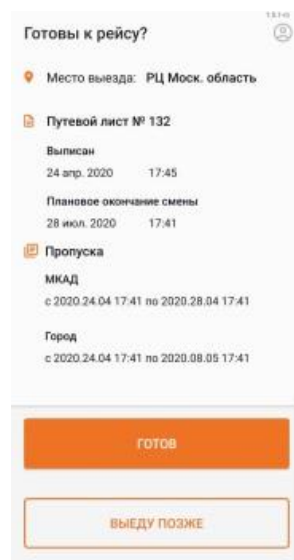 Готовы к рейсу?
Место выезда: РЦ Моск. область
Путевой лист № 132
Выписан
24 апр. 2020 17:45
Плановое окончание смены
28 июл. 2020 17:41
Пропуска
МКАД
с 2020.24.04 17:41 по 2020.28.04 17:41
Город
с 2020.24.04 17:41 по 2020.08.05 17:41
ГОТОВ
ВЫЕДУ ПОЗЖЕ